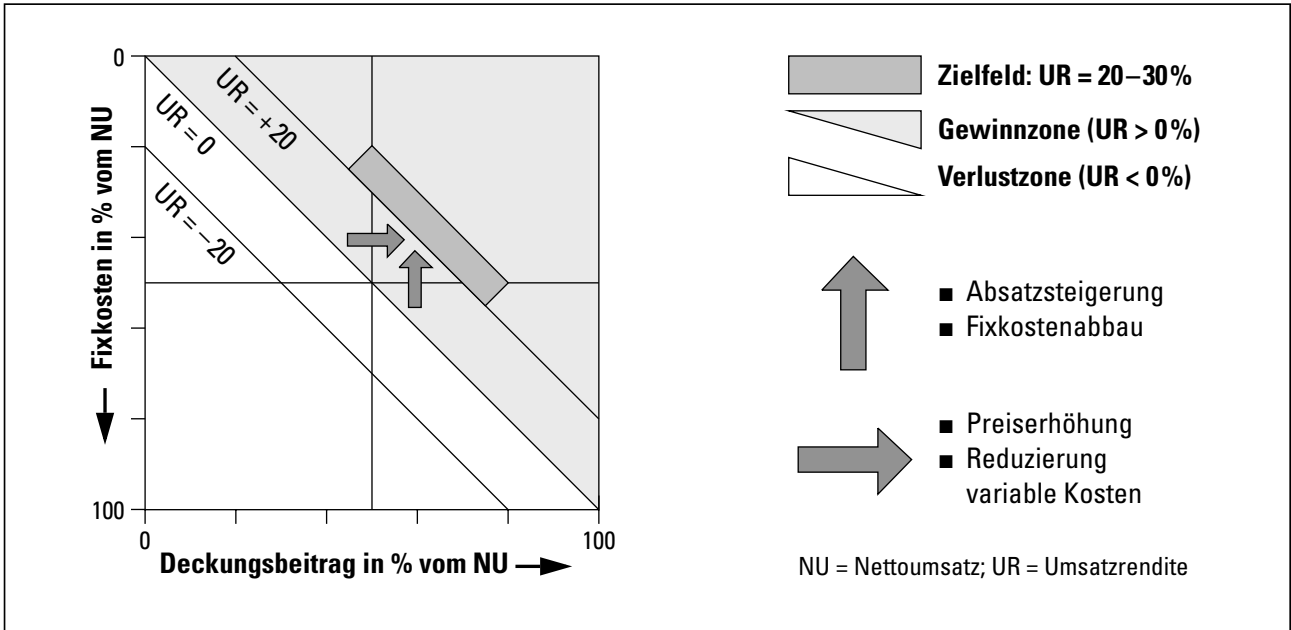 0
Fixkosten in % vom NU
100
UR = +20
UR = 0
UR = –20
0
100
Deckungsbeitrag in % vom NU
Zielfeld: UR = 20–30%
Gewinnzone (UR > 0%)
Verlustzone (UR < 0%)
■ Absatzsteigerung
■ Fixkostenabbau
■ Preiserhöhung
■ Reduzierung
variable Kosten
NU = Nettoumsatz; UR = Umsatzrendite